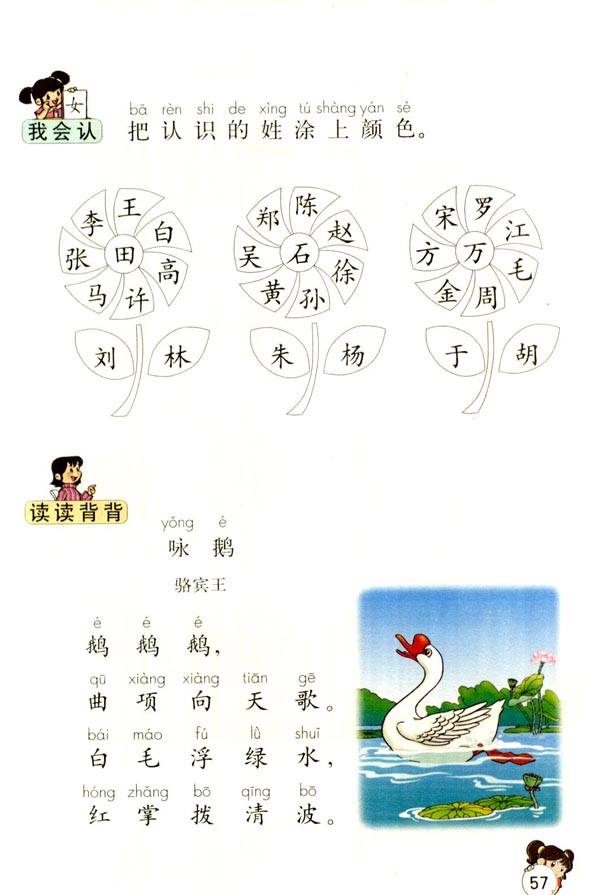 女
我会认
bǎ rèn shi de xìng tú shàng yán sè
把认识的姓涂上颜色。
李 王 白 张 田 高 马 许
郑 陈 赵 吴 石 徐 黄 孙
宋 罗 江 方 万 毛 金 周
刘 林 朱 杨 于 胡
读读背背
yǒng é
咏鹅
骆宾王
é é é
鹅鹅鹅，
qū xiàng xiàng tiān gē
曲项向天歌。
bái máo fú lǜ shuǐ
白毛浮绿水，
hóng zhǎng bō qīng bō
红掌拨清波。
57